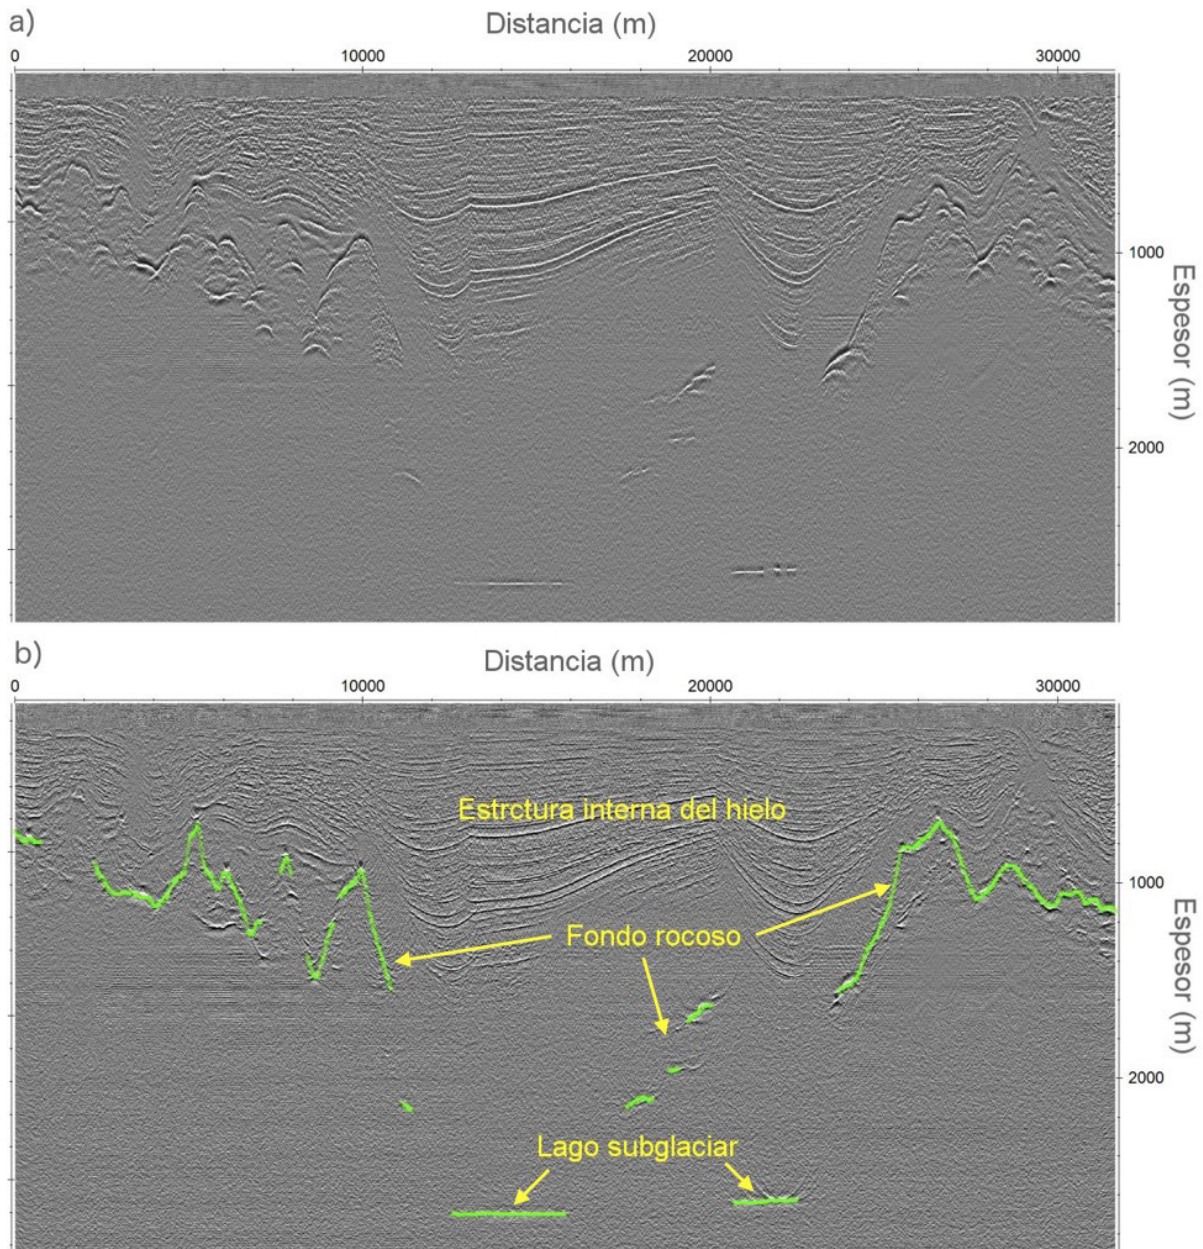 a)
Distancia (m)
0 10000 20000 30000
1000
Espesor (m)
2000
b)
Distancia (m)
0 10000 20000 30000
Estrctura interna del hielo
1000
Fondo rocoso
Espesor (m)
2000
Lago subglaciar